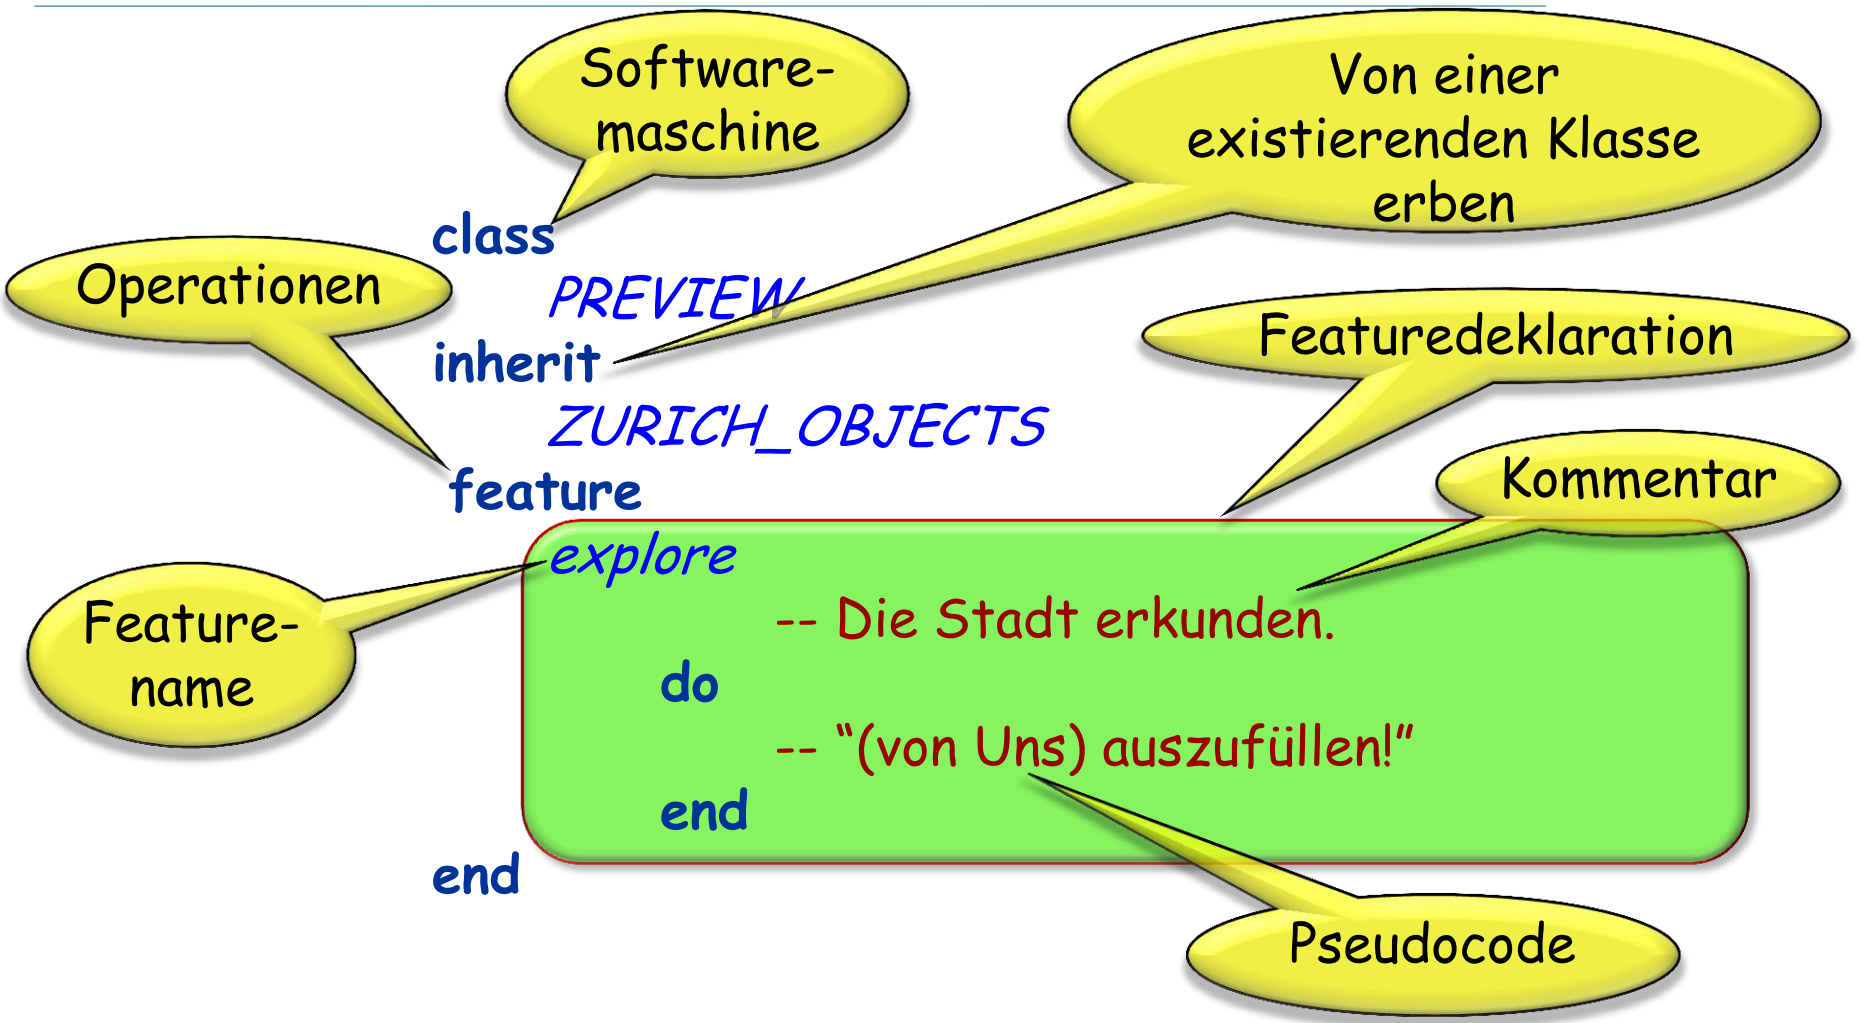 Software-
maschine
Von einer
existierenden Klasse
erben
class
Operationen
PREVIEW
Featuredeklaration
inherit
ZURICH_OBJECTS
Kommentar
feature
explore
Feature-
name
-- Die Stadt erkunden.
do
-- “(von Uns) auszufüllen!”
end
end
Pseudocode